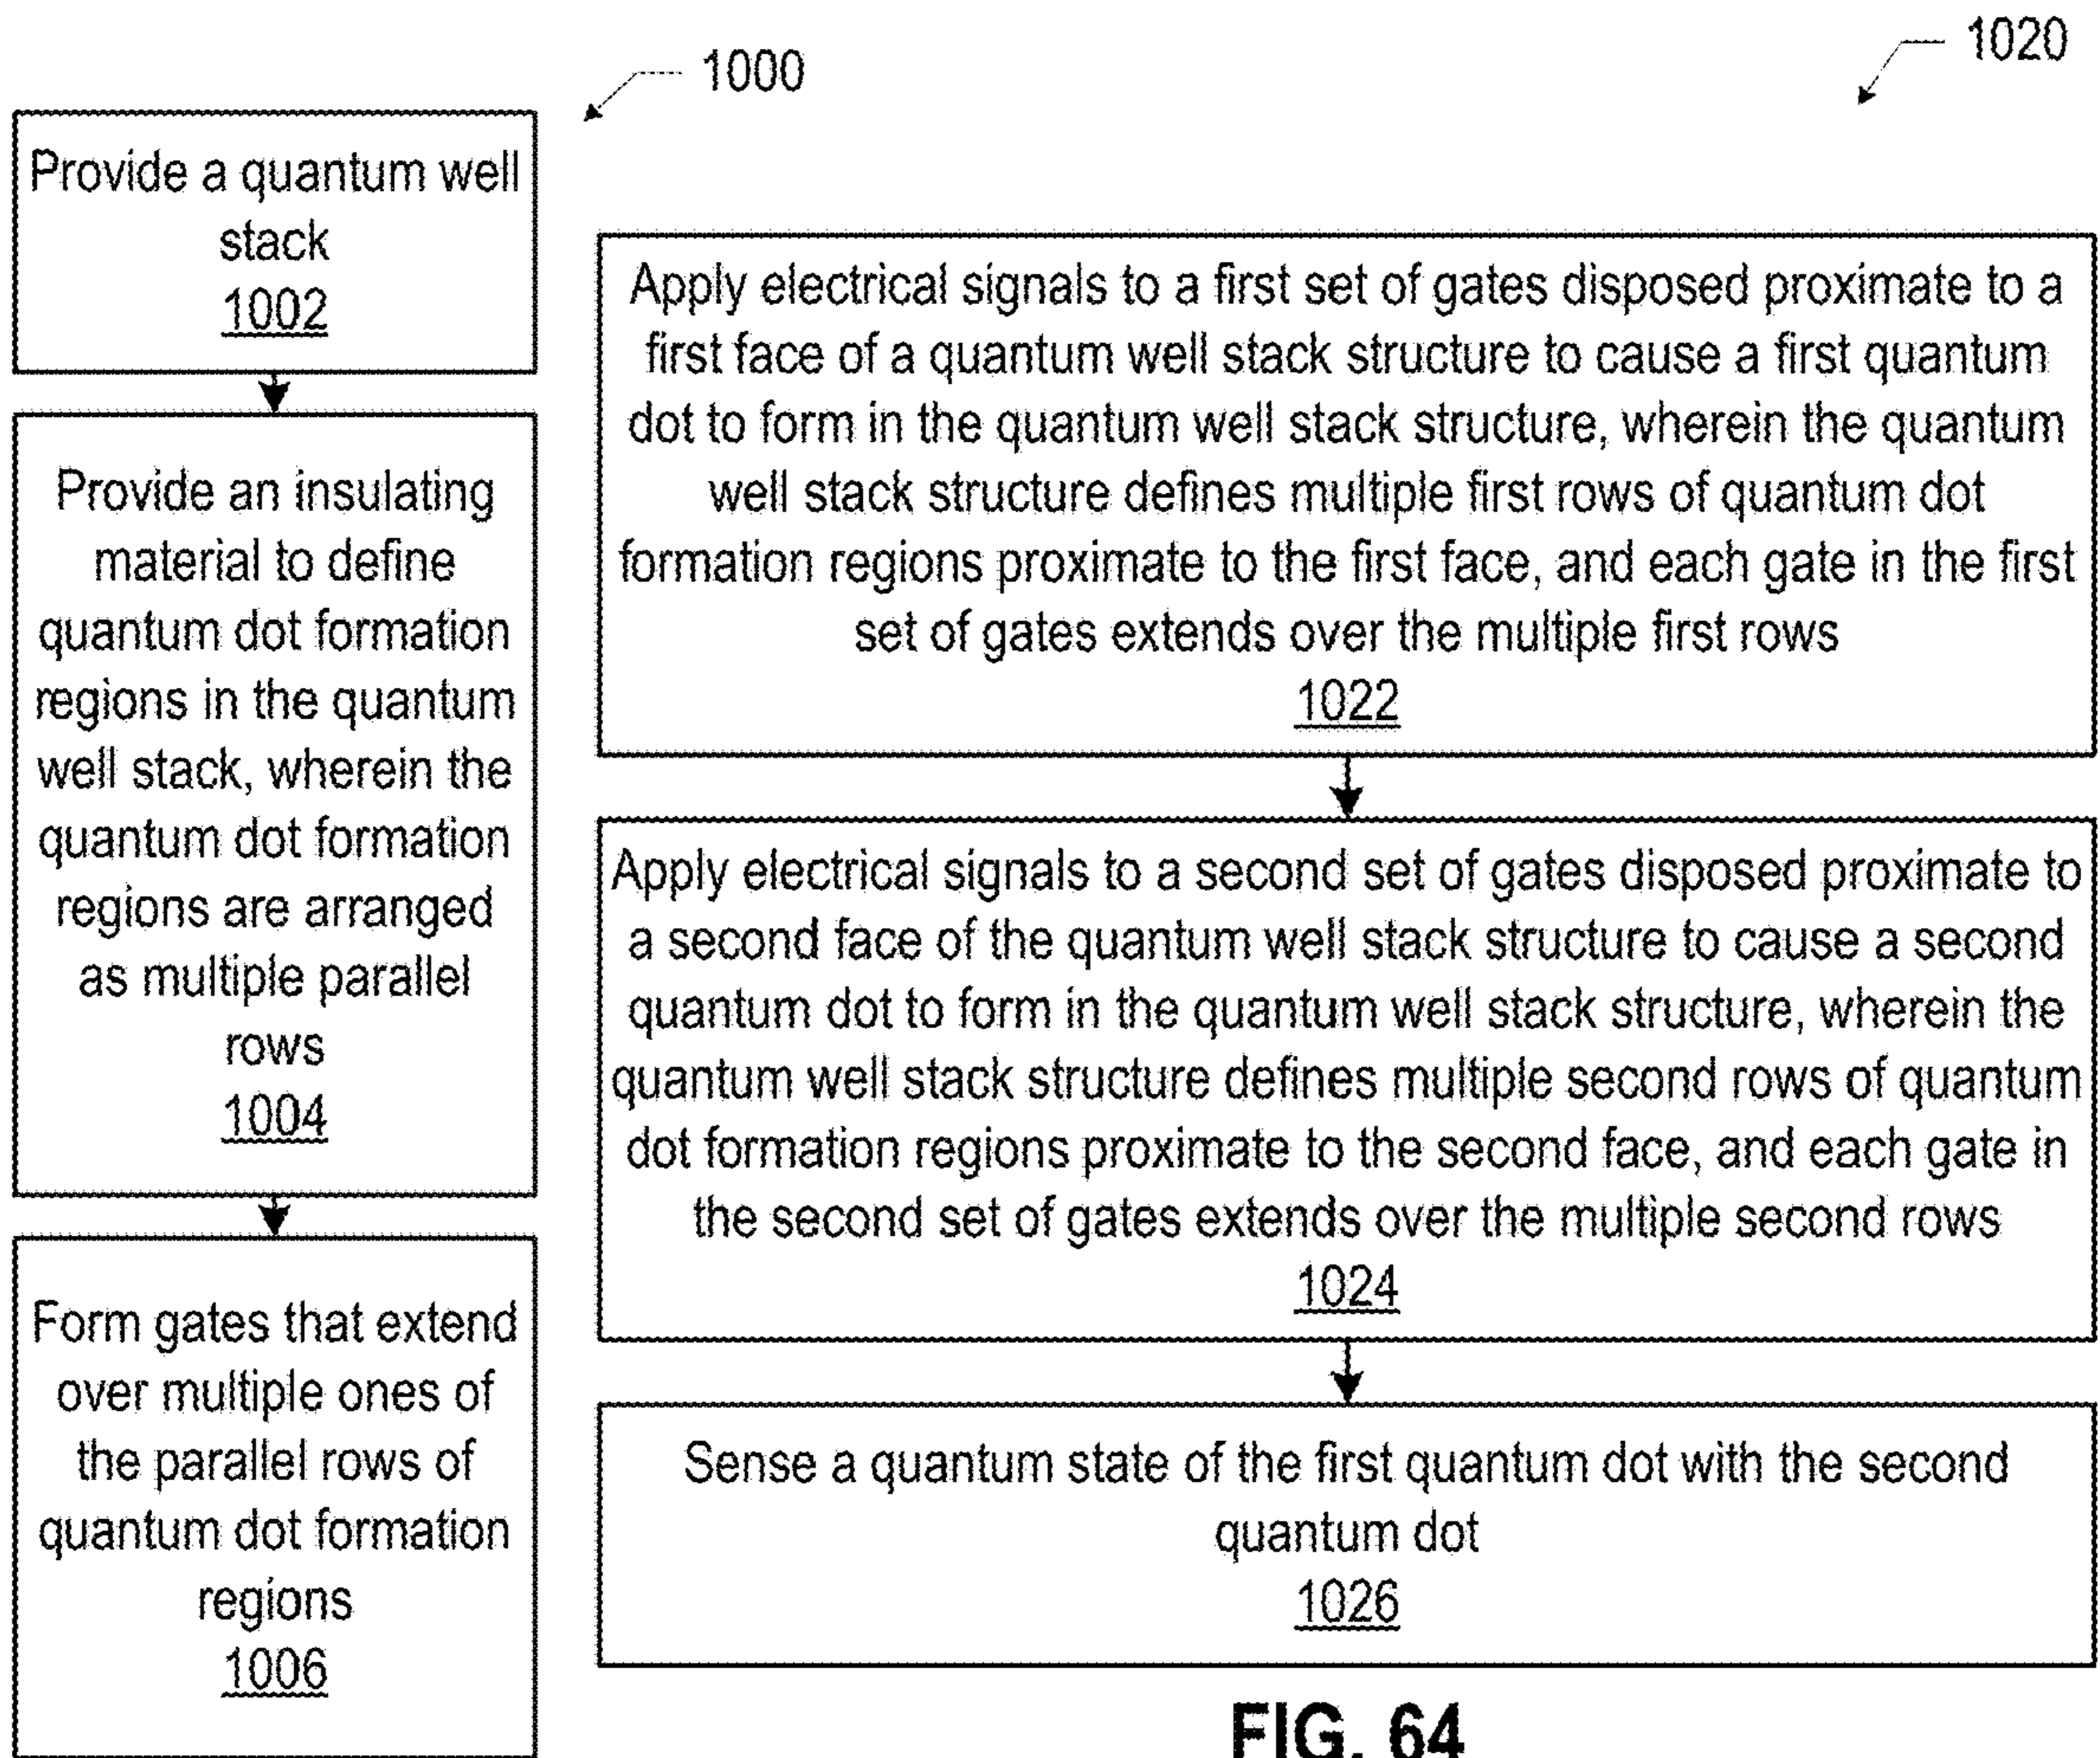 1000
Provide a quantum well
stack
1002
Provide an insulating
material to define
quantum dot formation
regions in the quantum
well stack, wherein the
quantum dot formation
regions are arranged
as multiple parallel
rows
1004
Form gates that extend
over multiple ones of
the parallel rows of
quantum dot formation
regions
1006
1020
Apply electrical signals to a first set of gates disposed proximate to a
first face of a quantum well stack structure to cause a first quantum
dot to form in the quantum well stack structure, wherein the quantum
well stack structure defines multiple first rows of quantum dot
formation regions proximate to the first face, and each gate in the first
set of gates extends over the multiple first rows
1022
Apply electrical signals to a second set of gates disposed proximate to
a second face of the quantum well stack structure to cause a second
quantum dot to form in the quantum well stack structure, wherein the
quantum well stack structure defines multiple second rows of quantum
dot formation regions proximate to the second face, and each gate in
the second set of gates extends over the multiple second rows
1024
Sense a quantum state of the first quantum dot with the second
quantum dot
1026
FIG. 64